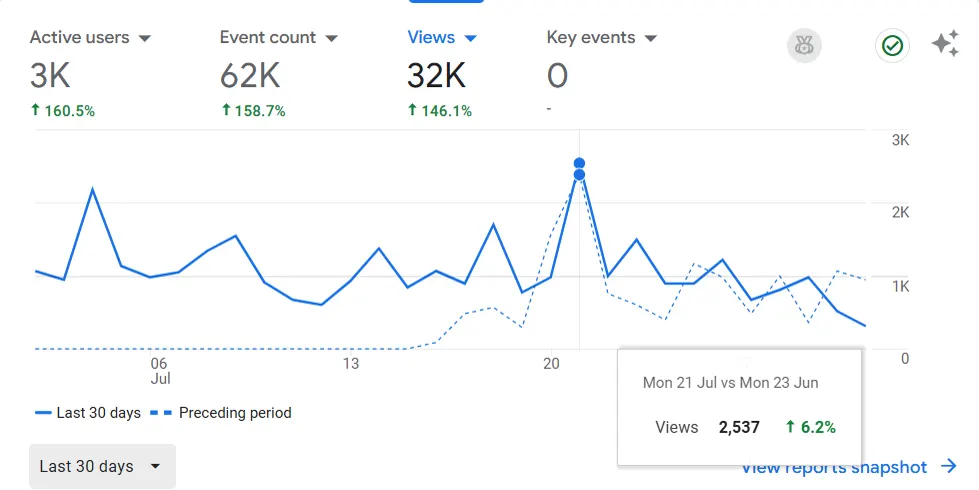 Active users Event count Views Key events
3K 62K 32K 0
↑ 160.5% ↑ 158.7% ↑ 146.1% -
3K
2K
1K
0
06 13 20
Jul
Mon 21 Jul vs Mon 23 Jun
Views 2,537 ↑ 6.2%
Last 30 days Preceding period
Last 30 days
View reports snapshot →